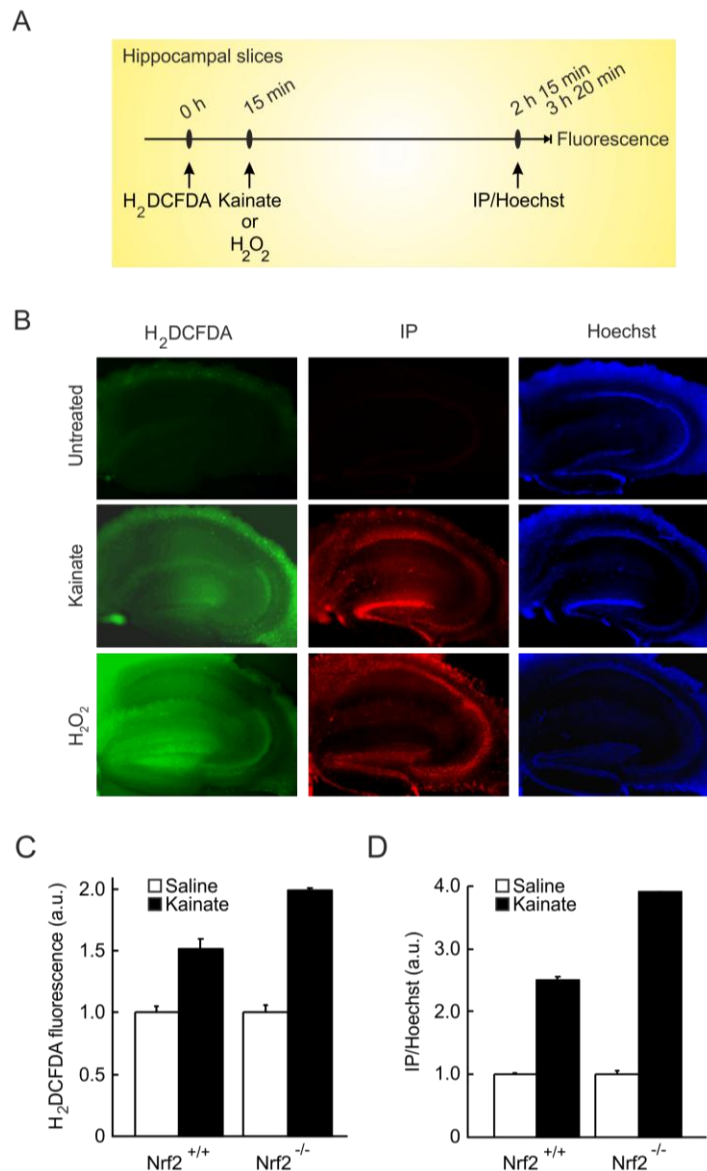 A
Hippocampal slices
0 h
15 min
2 h 15 min
3 h 20 min
Fluorescence
H₂DCFDA
Kainate
or
H₂O₂
IP/Hoechst
B
H₂DCFDA
IP
Hoechst
Untreated
Kainate
H₂O₂
C
H₂DCFDA fluorescence (a.u.)
Saline
Kainate
2.0
1.5
1.0
0.5
0
Nrf2⁺/⁺
Nrf2⁻/⁻
D
IP/Hoechst (a.u.)
Saline
Kainate
4.0
3.0
2.0
1.0
0
Nrf2⁺/⁺
Nrf2⁻/⁻